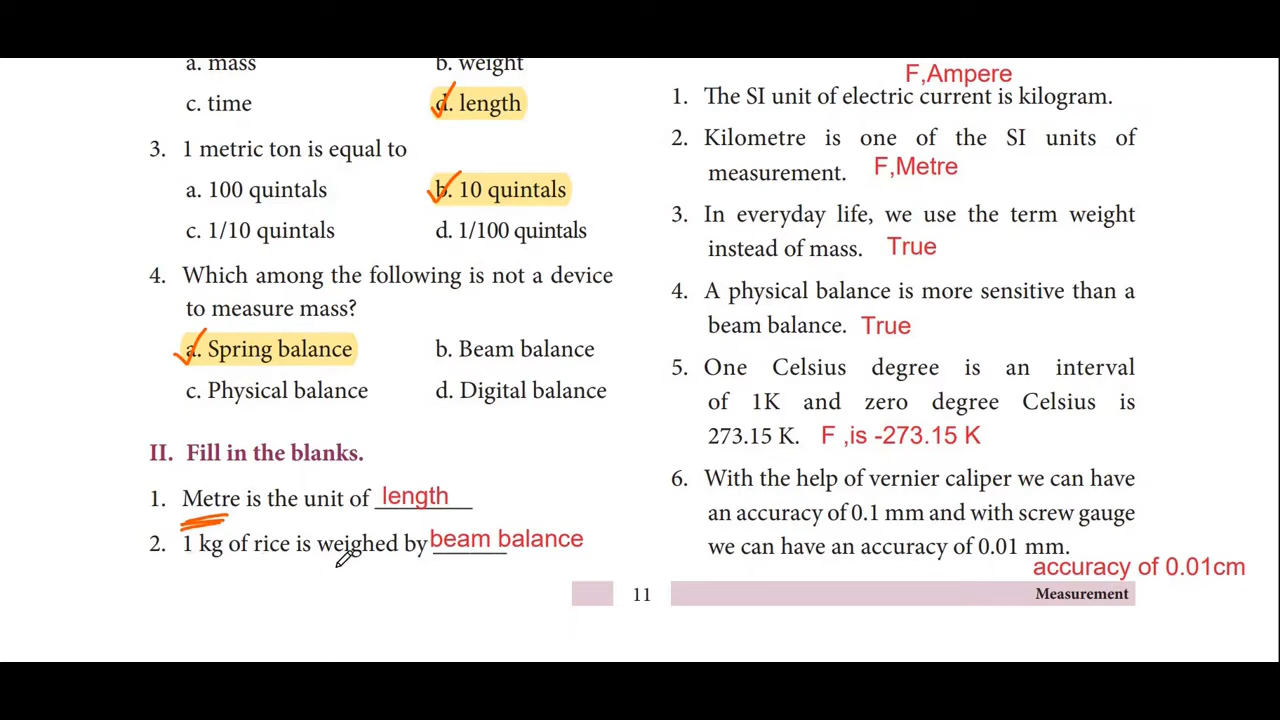 a. mass b. weight
c. time d. length
3. 1 metric ton is equal to
a. 100 quintals b. 10 quintals
c. 1/10 quintals d. 1/100 quintals
4. Which among the following is not a device
to measure mass?
a. Spring balance b. Beam balance
c. Physical balance d. Digital balance
II. Fill in the blanks.
1. Metre is the unit of length
2. 1 kg of rice is weighed by beam balance
F,Ampere
1. The SI unit of electric current is kilogram.
2. Kilometre is one of the SI units of
measurement. F,Metre
3. In everyday life, we use the term weight
instead of mass. True
4. A physical balance is more sensitive than a
beam balance. True
5. One Celsius degree is an interval
of 1K and zero degree Celsius is
273.15 K. F ,is -273.15 K
6. With the help of vernier caliper we can have
an accuracy of 0.1 mm and with screw gauge
we can have an accuracy of 0.01 mm.
accuracy of 0.01cm
11 Measurement